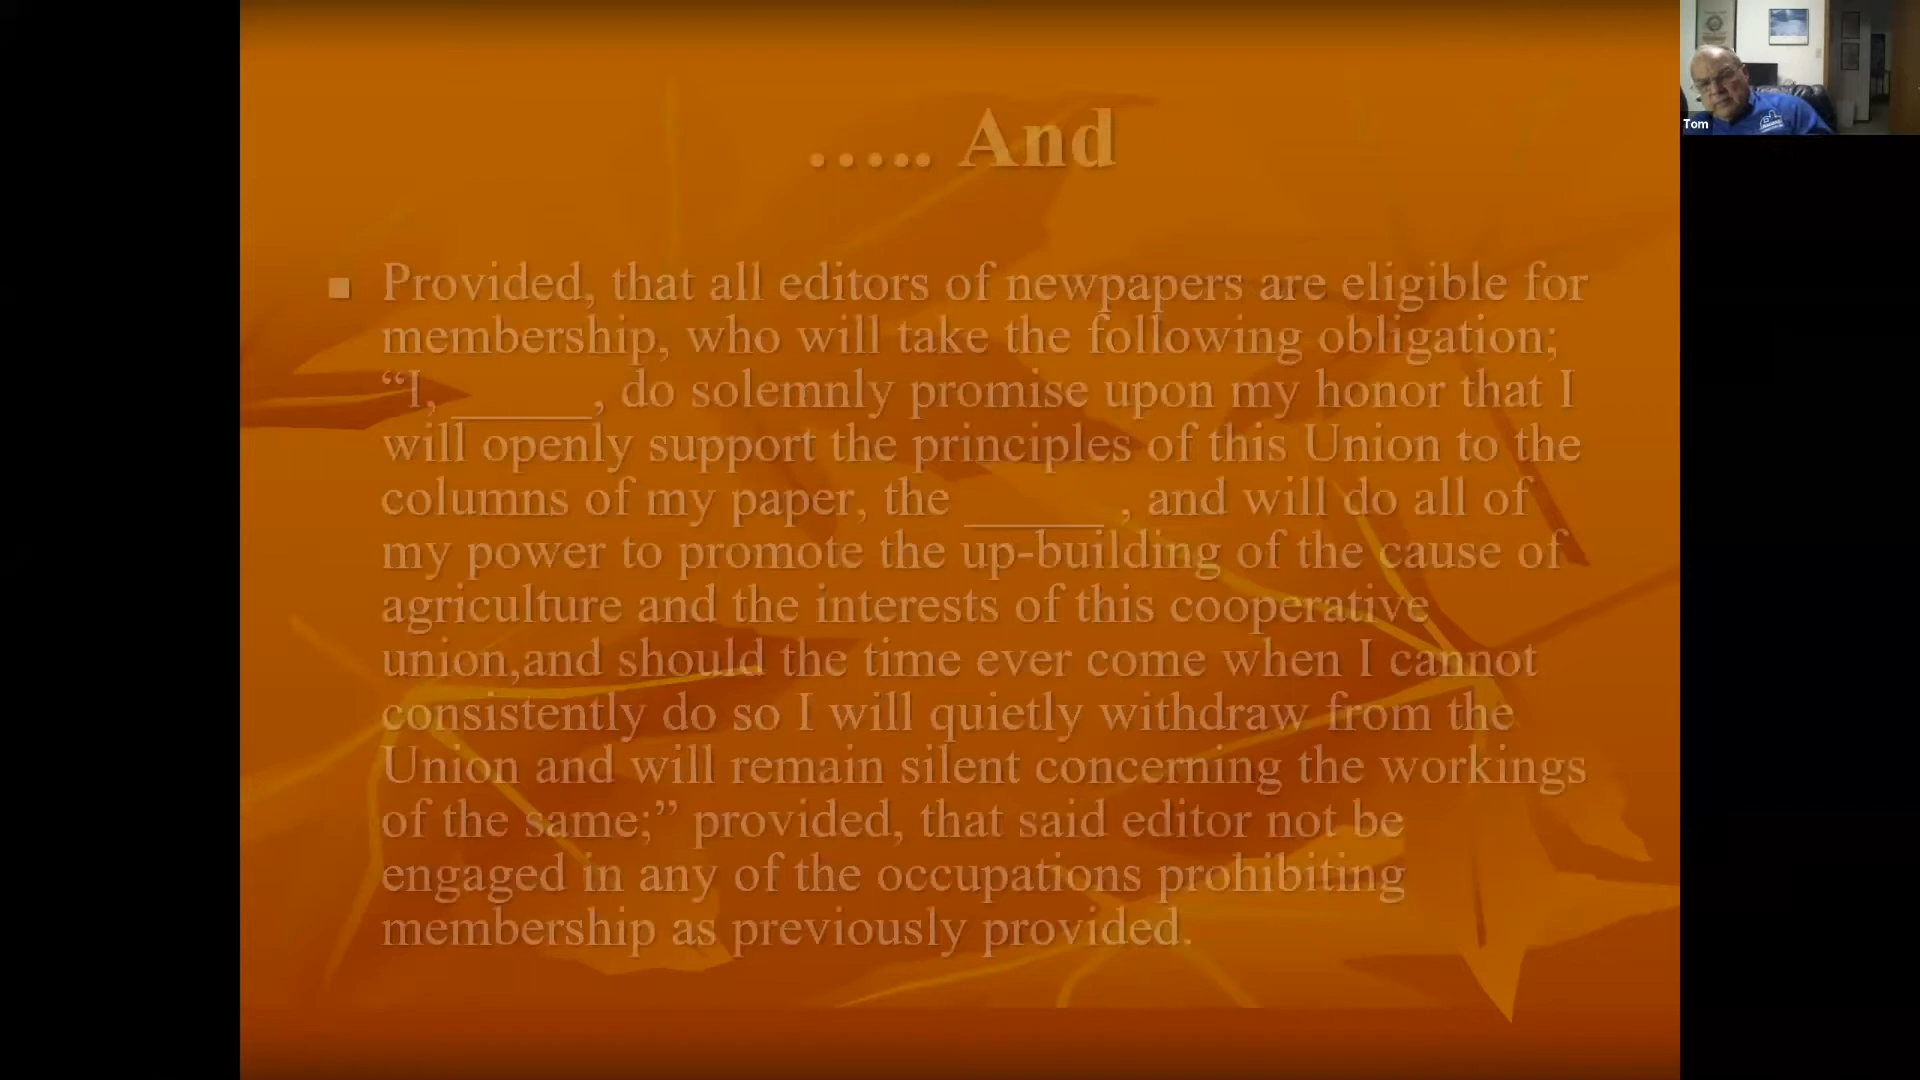 ..... And
Provided, that all editors of newpapers are eligible for
membership, who will take the following obligation;
“I, _____, do solemnly promise upon my honor that I
will openly support the principles of this Union to the
columns of my paper, the _____ , and will do all of
my power to promote the up-building of the cause of
agriculture and the interests of this cooperative
union,and should the time ever come when I cannot
consistently do so I will quietly withdraw from the
Union and will remain silent concerning the workings
of the same;” provided, that said editor not be
engaged in any of the occupations prohibiting
membership as previously provided.
Tom